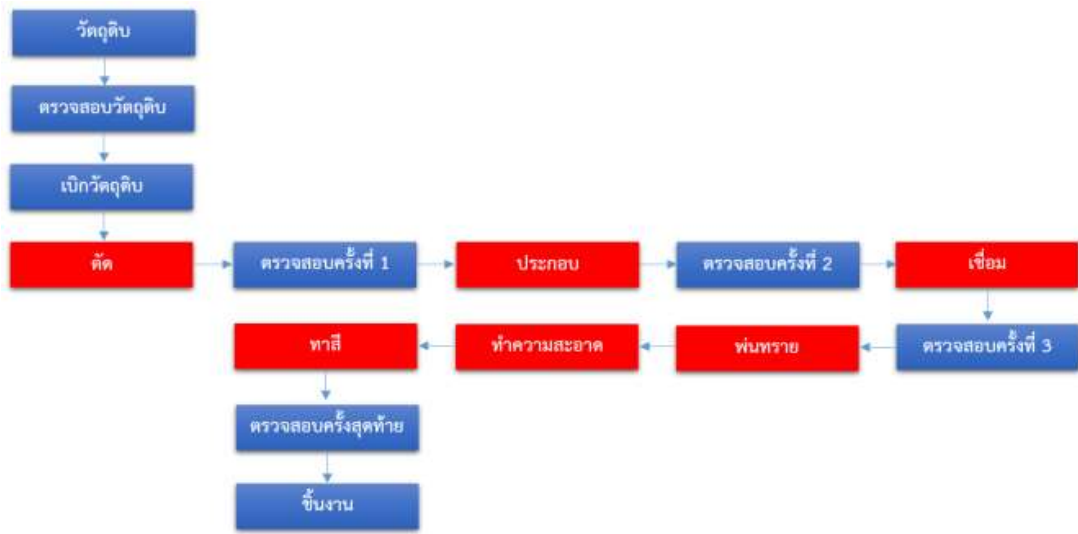 วัตถุดิบ
ตรวจสอบวัตถุดิบ
เบิกวัตถุดิบ
ตัด
ตรวจสอบครั้งที่ 1
ประกอบ
ตรวจสอบครั้งที่ 2
เชื่อม
ตรวจสอบครั้งที่ 3
พ่นทราย
ทำความสะอาด
ทาสี
ตรวจสอบครั้งสุดท้าย
ชิ้นงาน